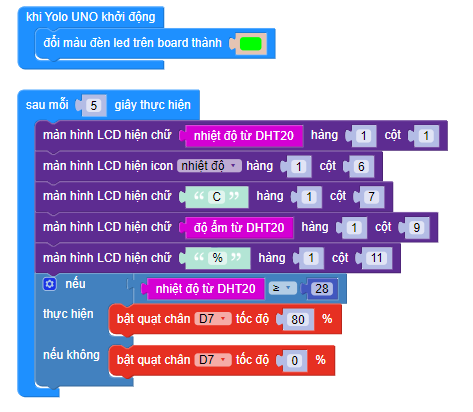 khi Yolo UNO khởi động
đổi màu đèn led trên board thành
sau mỗi 5 giây thực hiện
màn hình LCD hiện chữ nhiệt độ từ DHT20 hàng 1 cột 1
màn hình LCD hiện icon nhiệt độ hàng 1 cột 6
màn hình LCD hiện chữ “ C ” hàng 1 cột 7
màn hình LCD hiện chữ độ ẩm từ DHT20 hàng 1 cột 9
màn hình LCD hiện chữ “ % ” hàng 1 cột 11
nếu nhiệt độ từ DHT20 ≥ 28
thực hiện bật quạt chân D7 tốc độ 80 %
nếu không bật quạt chân D7 tốc độ 0 %